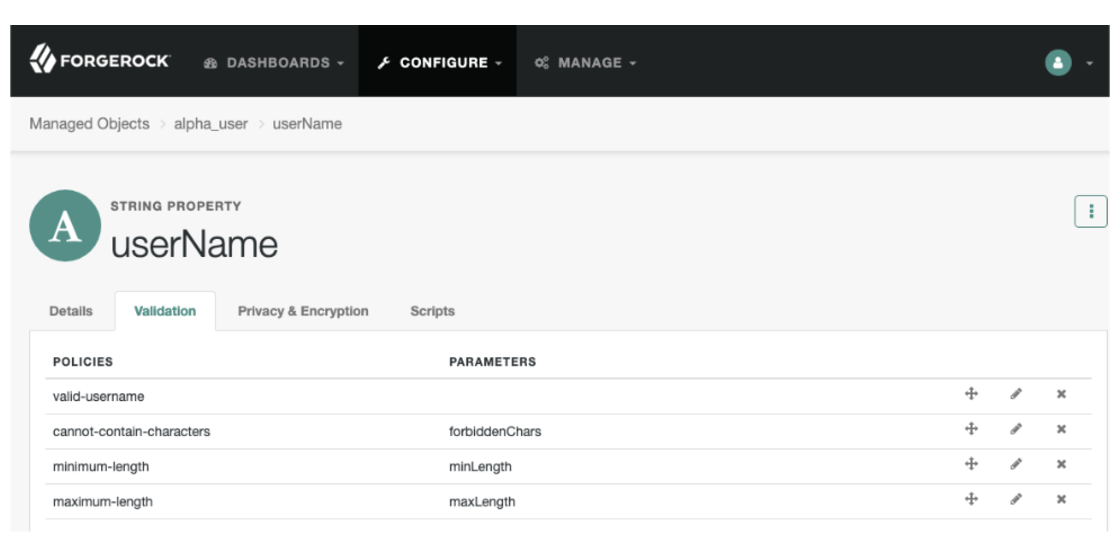 FORGEROCK DASHBOARDS CONFIGURE MANAGE
Managed Objects > alpha_user > userName
A
STRING PROPERTY
userName
Details Validation Privacy & Encryption Scripts
POLICIES PARAMETERS
valid-username
cannot-contain-characters forbiddenChars
minimum-length minLength
maximum-length maxLength